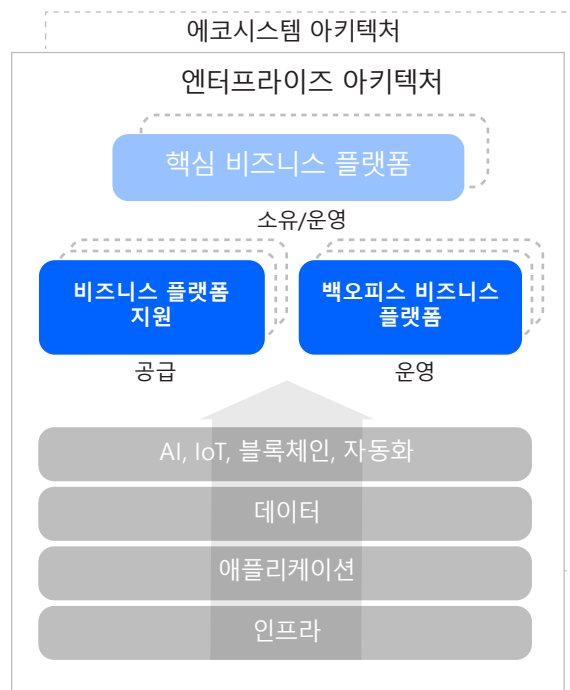 에코시스템 아키텍처
엔터프라이즈 아키텍처
핵심 비즈니스 플랫폼
소유/운영
비즈니스 플랫폼
지원
공급
백오피스 비즈니스
플랫폼
운영
AI, IoT, 블록체인, 자동화
데이터
애플리케이션
인프라